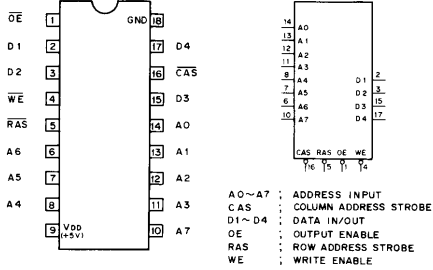 OE 1 GND 18
D1 2 17 D4
D2 3 16 CAS
WE 4 15 D3
RAS 5 14 A0
A6 6 13 A1
A5 7 12 A2
A4 8 11 A3
9 VDD (+5V) 10 A7
14 A0
13 A1
12 A2
11 A3
8 A4 D1 2
7 A5 D2 3
6 A6 D3 15
10 A7 D4 17
CAS RAS OE WE
16 5 1 4
A0~A7 ; ADDRESS INPUT
CAS ; COLUMN ADDRESS STROBE
D1~D4 ; DATA IN/OUT
OE ; OUTPUT ENABLE
RAS ; ROW ADDRESS STROBE
WE ; WRITE ENABLE